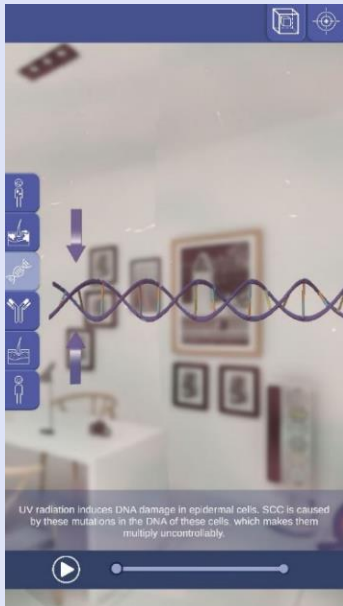 UV radiation induces DNA damage in epidermal cells. SCC is caused
by these mutations in the DNA of these cells, which makes them
multiply uncontrollably.